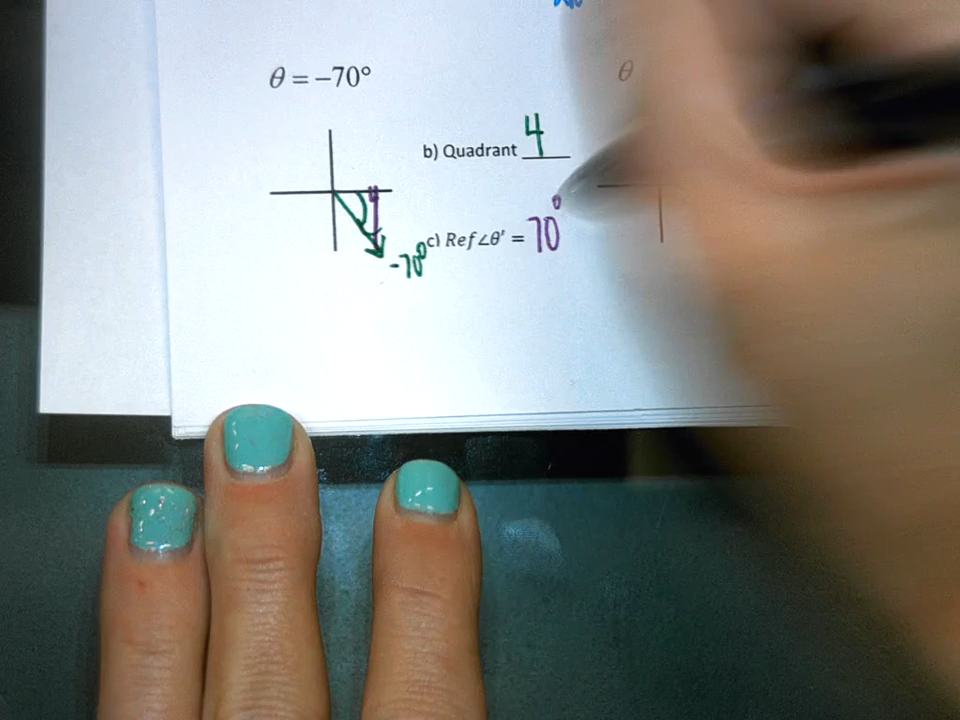 θ = −70°
θ
b) Quadrant 4
c) Ref∠θ' = 70°
-70°